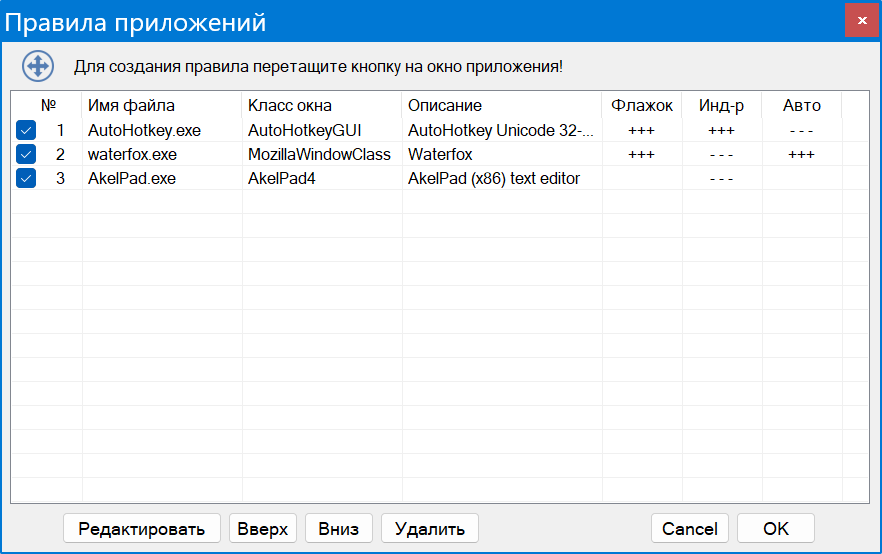 Правила приложений
Для создания правила перетащите кнопку на окно приложения!
№ Имя файла Класс окна Описание Флажок Инд-р Авто
1 AutoHotkey.exe AutoHotkeyGUI AutoHotkey Unicode 32-... +++ +++ - - -
2 waterfox.exe MozillaWindowClass Waterfox +++ - - - +++
3 AkelPad.exe AkelPad4 AkelPad (x86) text editor - - -
Редактировать Вверх Вниз Удалить Cancel OK